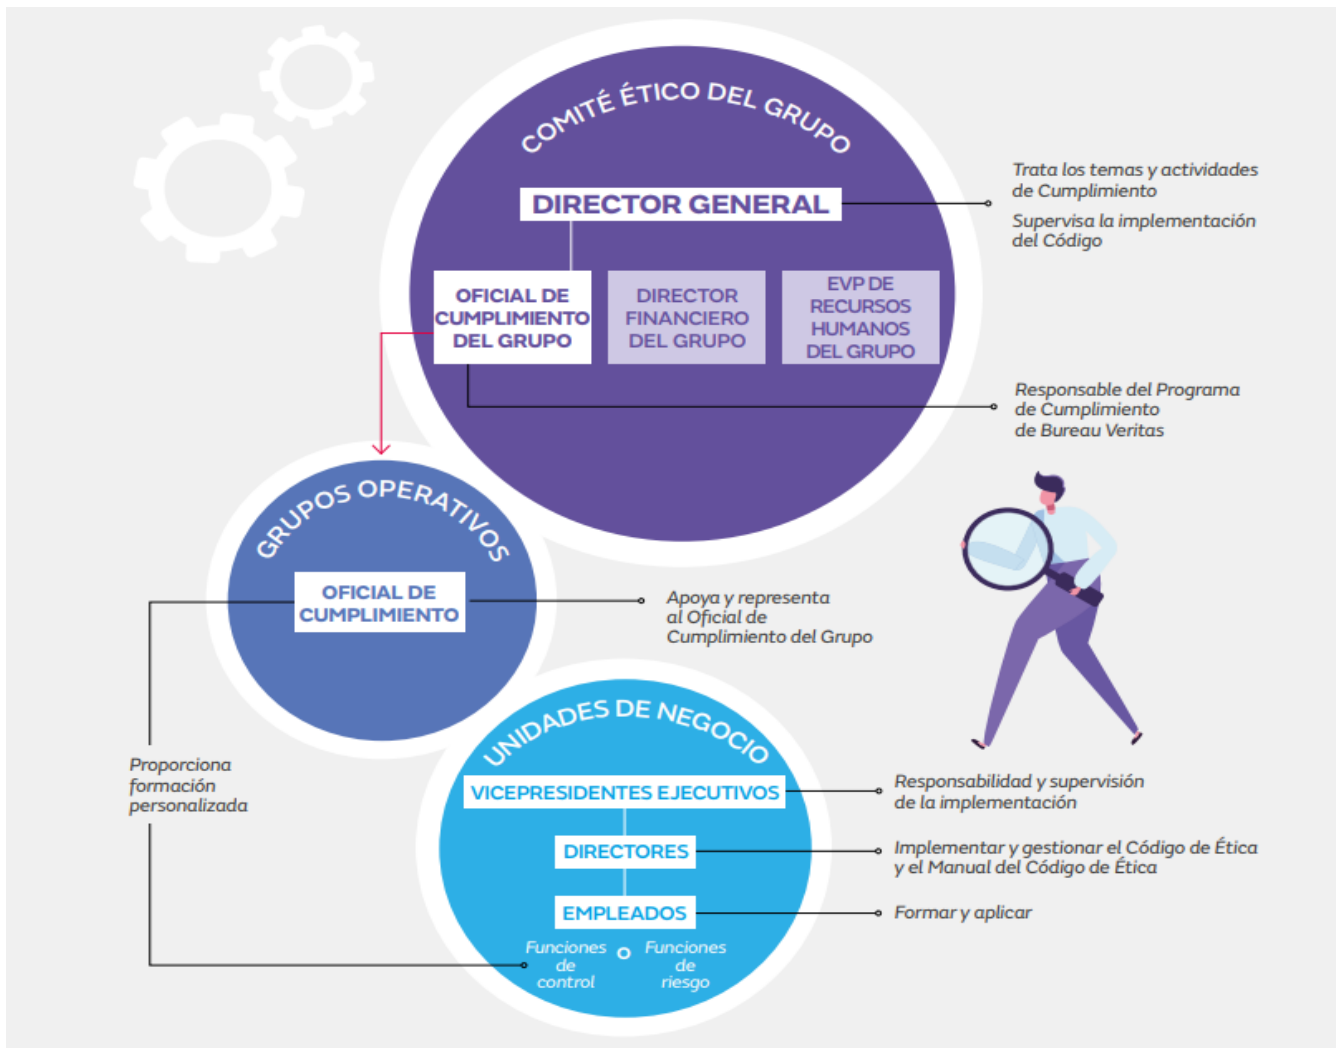 COMITÉ ÉTICO DEL GRUPO
DIRECTOR GENERAL
Trata los temas y actividades
de Cumplimiento
Supervisa la implementación
del Código
OFICIAL DE
CUMPLIMIENTO
DEL GRUPO
DIRECTOR
FINANCIERO
DEL GRUPO
EVP DE
RECURSOS
HUMANOS
DEL GRUPO
Responsable del Programa
de Cumplimiento
de Bureau Veritas
GRUPOS OPERATIVOS
OFICIAL DE
CUMPLIMIENTO
Apoya y representa
al Oficial de
Cumplimiento del Grupo
Proporciona
formación
personalizada
UNIDADES DE NEGOCIO
VICEPRESIDENTES EJECUTIVOS
Responsabilidad y supervisión
de la implementación
DIRECTORES
Implementar y gestionar el Código de Ética
y el Manual del Código de Ética
EMPLEADOS
Formar y aplicar
Funciones
de
control
o
Funciones
de
riesgo